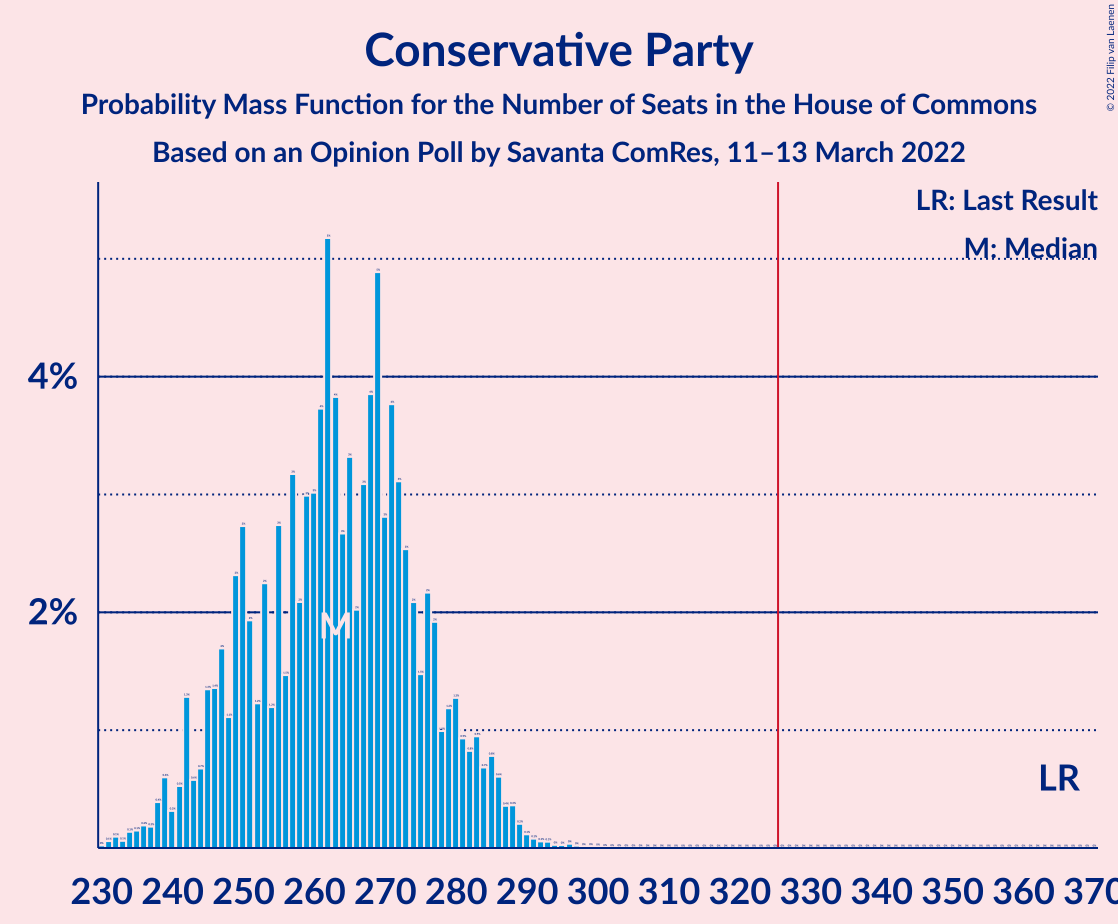 Conservative Party
Probability Mass Function for the Number of Seats in the House of Commons
Based on an Opinion Poll by Savanta ComRes, 11–13 March 2022
© 2022 Filip van Laenen
LR: Last Result
M: Median
4%
2%
M
LR
230 240 250 260 270 280 290 300 310 320 330 340 350 360 370